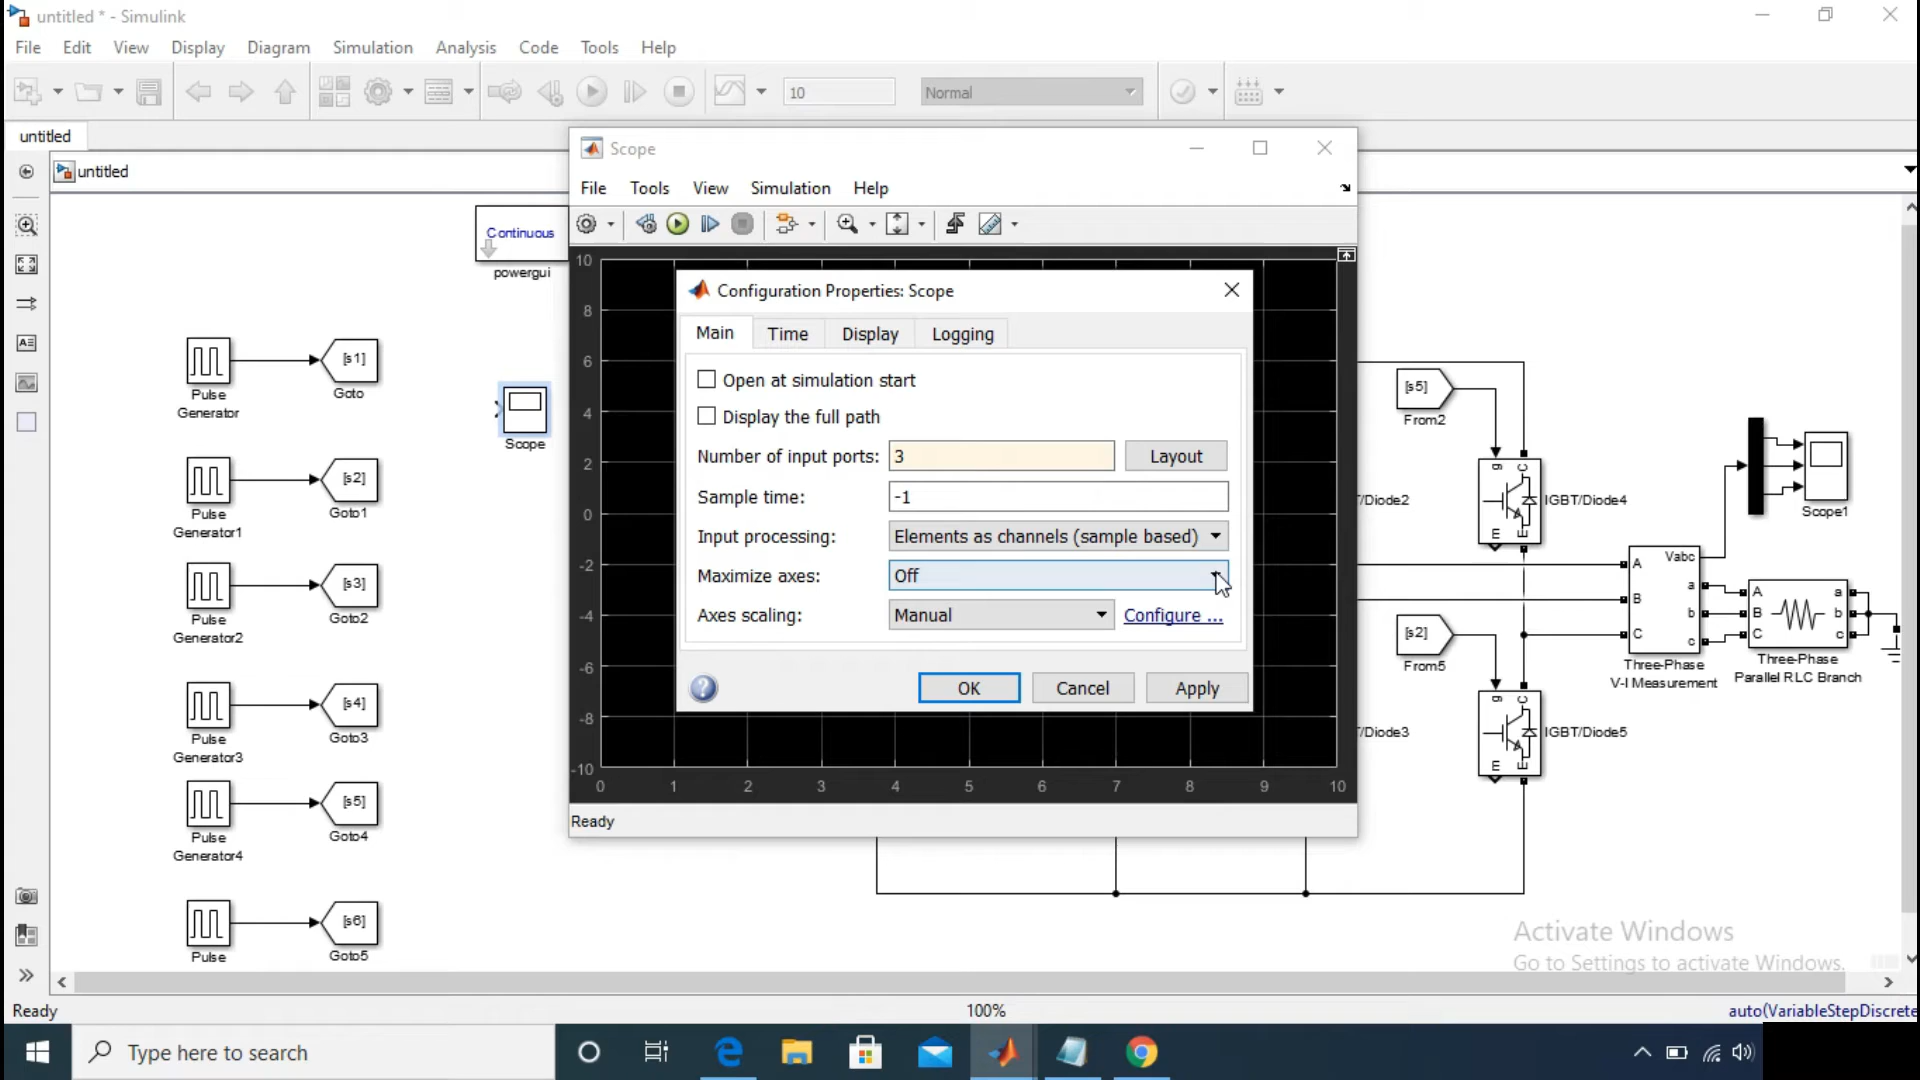 untitled * - Simulink
File Edit View Display Diagram Simulation Analysis Code Tools Help
10
Normal
untitled
untitled
Continuous
powergui
[s1]
Pulse
Generator
Goto
Scope
[s2]
Pulse
Generator1
Goto1
[s3]
Pulse
Generator2
Goto2
[s4]
Pulse
Generator3
Goto3
[s5]
Pulse
Generator4
Goto4
[s6]
Pulse
Goto5
Scope
File Tools View Simulation Help
10
8
6
4
2
0
-2
-4
-6
-8
-10
0 1 2 3 4 5 6 7 8 9 10
Ready
Configuration Properties: Scope
Main Time Display Logging
Open at simulation start
Display the full path
Number of input ports: 3 Layout
Sample time: -1
Input processing: Elements as channels (sample based)
Maximize axes: Off
Axes scaling: Manual Configure ...
OK Cancel Apply
[s5]
From2
g C
m E
T/Diode2
IGBT/Diode4
Scope1
[s2]
From5
g C
m E
T/Diode3
IGBT/Diode5
Vabc
A a
B b
C c
Three-Phase
V-I Measurement
A a
B b
C c
Three-Phase
Parallel RLC Branch
Activate Windows
Go to Settings to activate Windows.
Ready
100%
auto(VariableStepDiscrete
Type here to search